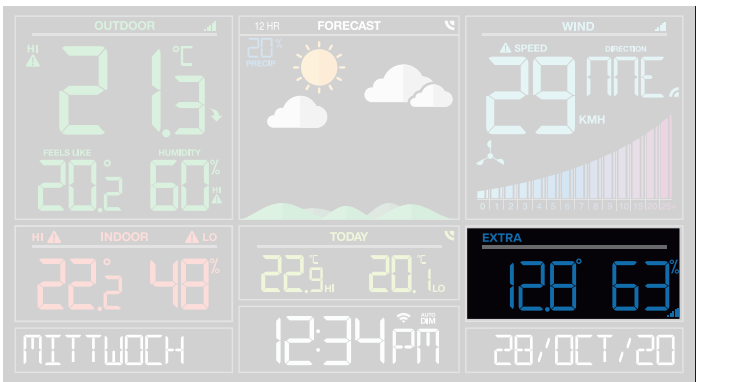 OUTDOOR
HI
21.3°C
FEELS LIKE HUMIDITY
20.2° 60%
HI
12 HR FORECAST
20%
PRECIP
WIND
SPEED DIRECTION
29 NNE
KMH
0 1 2 3 4 5 6 7 8 9 10 15 20
HI INDOOR LO
22.2° 48%
TODAY
22.9°C HI 20.1°C LO
EXTRA
12.8° 63%
MITTWOCH
12:34 PM
AUTO
DIM
28/OCT/20